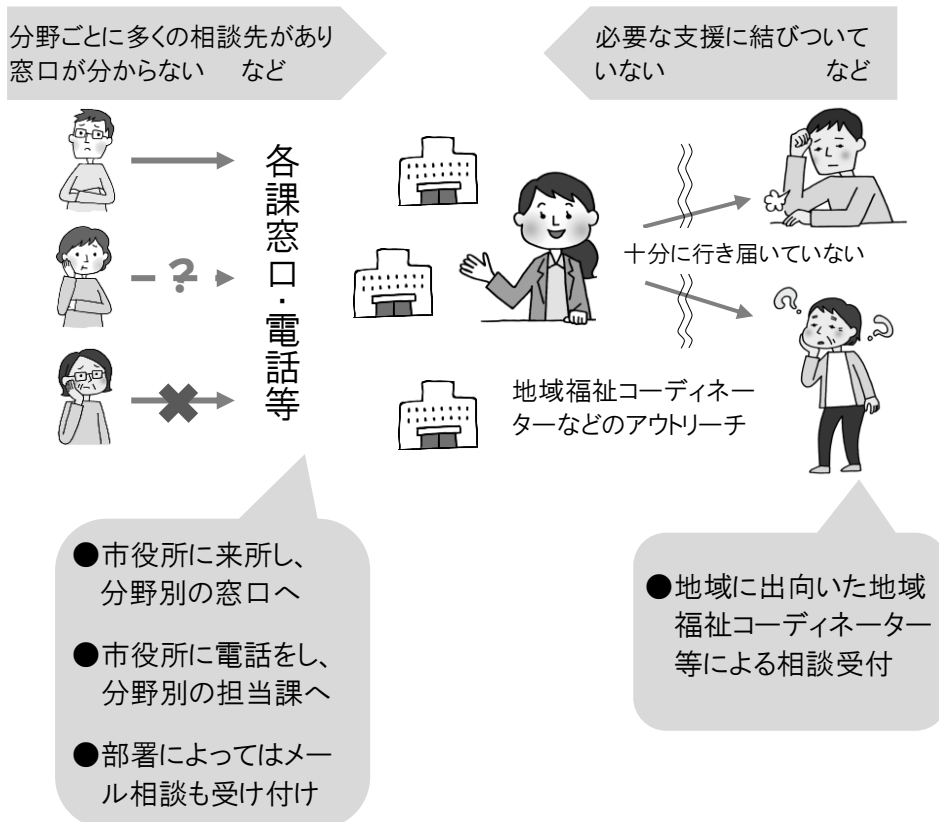 分野ごとに多くの相談先があり
窓口が分からない など
必要な支援に結びついて
いない など
各課窓口・電話等
?
十分に行き届いていない
? ?
地域福祉コーディネー
ターなどのアウトリーチ
●市役所に来所し、
分野別の窓口へ
●市役所に電話をし、
分野別の担当課へ
●部署によってはメー
ル相談も受け付け
●地域に出向いた地域
福祉コーディネーター
等による相談受付